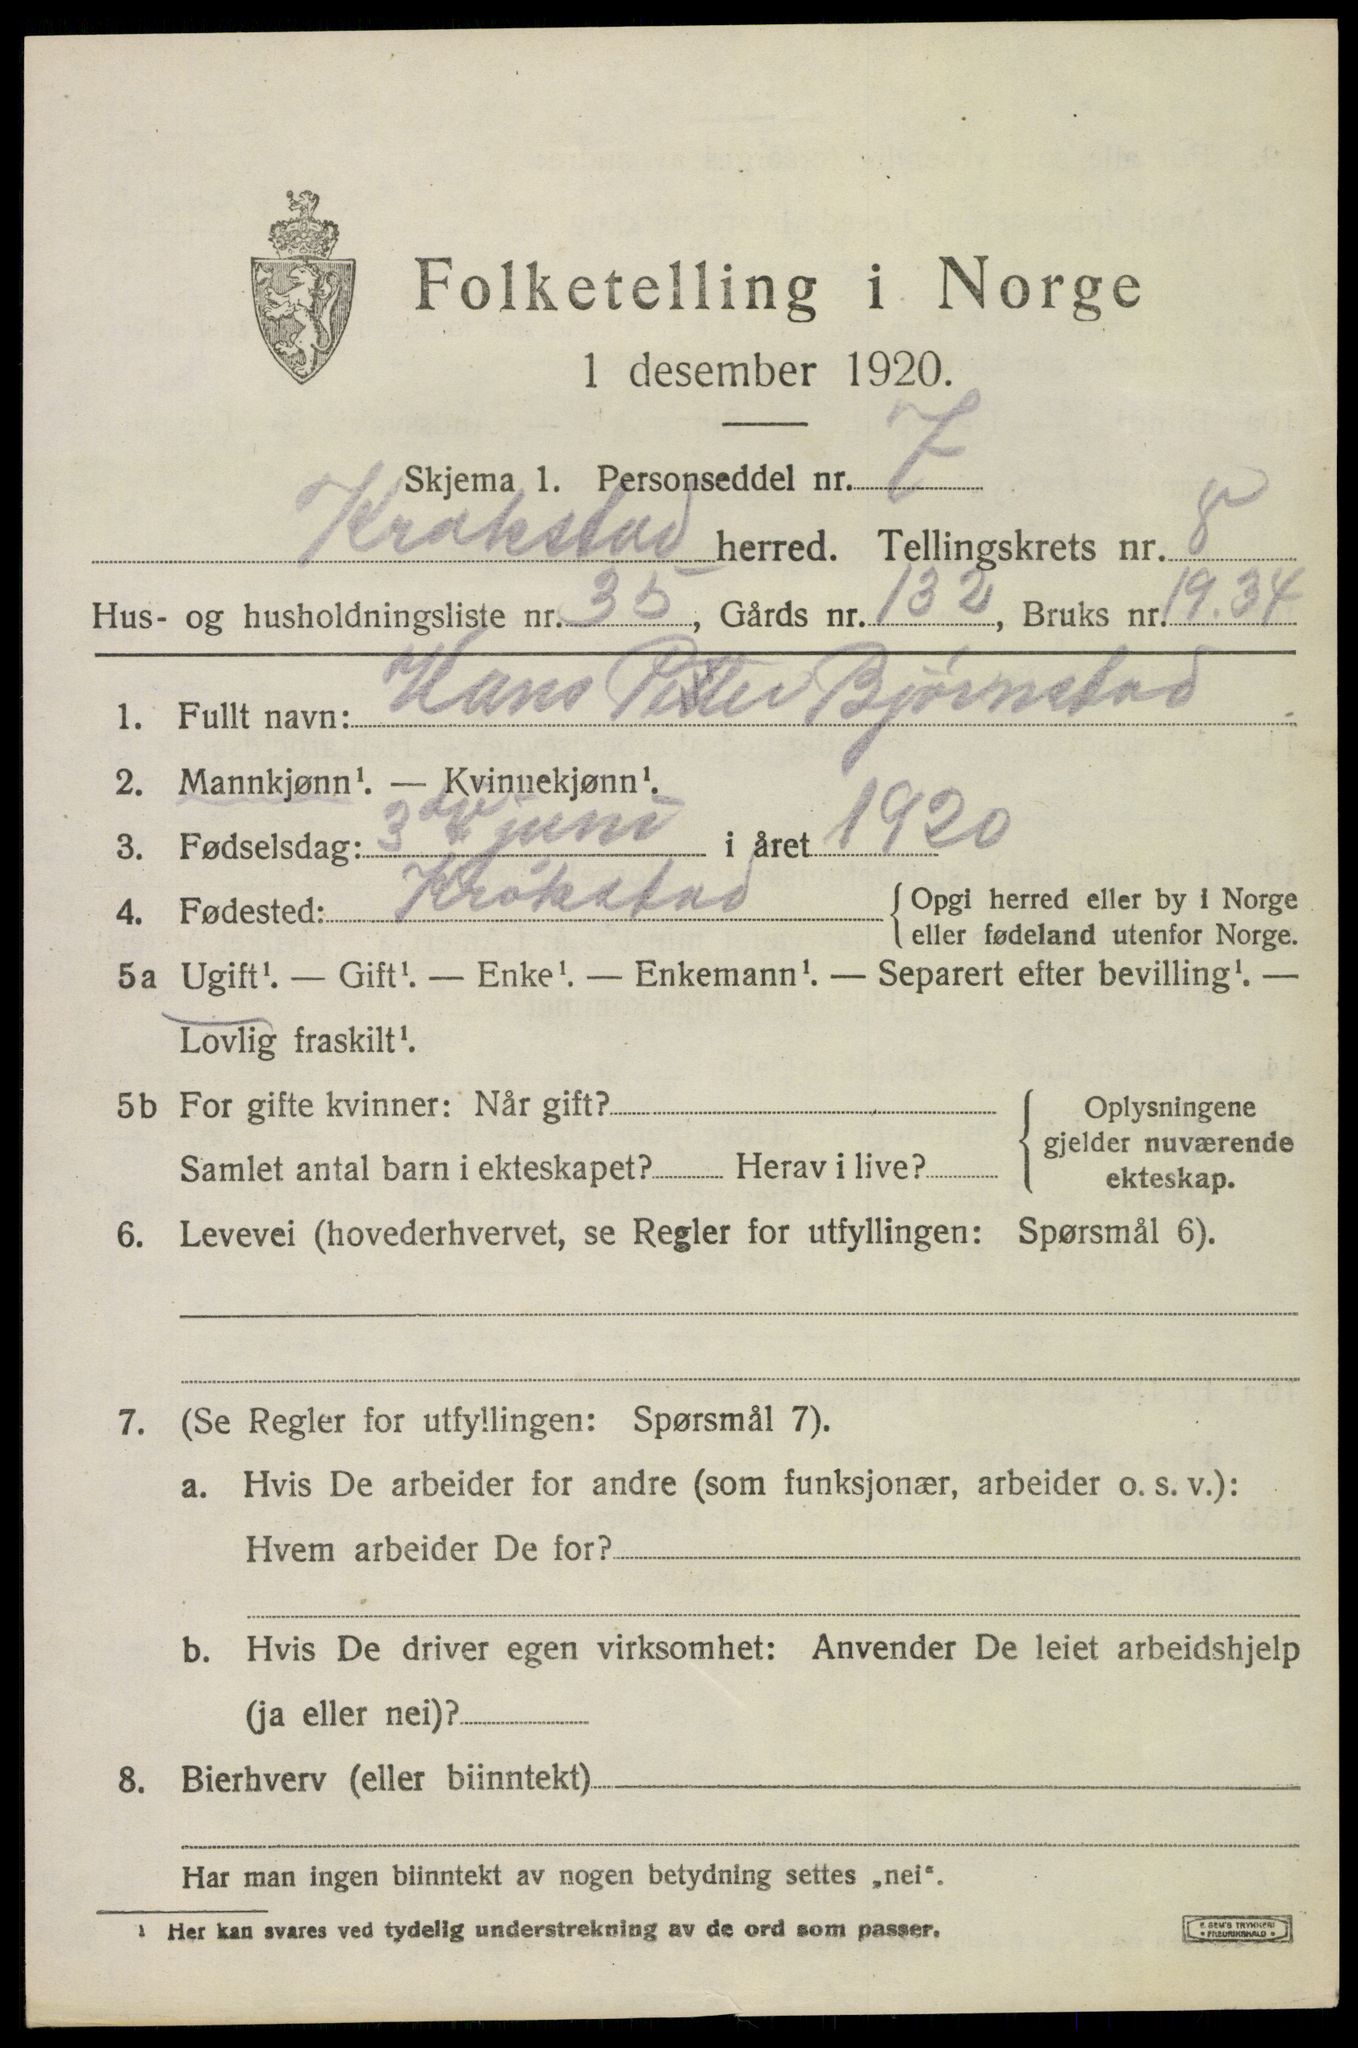 Folketelling i Norge
1 desember 1920.
Skjema 1. Personseddel nr. 7
Krakstad herred. Tellingskrets nr. 8
Hus- og husholdningsliste nr. 35, Gårds nr. 132, Bruks nr. 19.34
1. Fullt navn: Hans Petter Bjørnstad
2. Mannkjønn¹. — Kvinnekjønn¹.
3. Fødselsdag: 3 juni i året 1920
4. Fødested: Kråkstad { Opgi herred eller by i Norge
eller fødeland utenfor Norge.
5a Ugift¹. — Gift¹. — Enke¹. — Enkemann¹. — Separert efter bevilling¹. —
Lovlig fraskilt¹.
5b For gifte kvinner: Når gift? { Oplysningene
gjelder nuværende
Samlet antal barn i ekteskapet? Herav i live? ekteskap.
6. Levevei (hovederhvervet, se Regler for utfyllingen: Spørsmål 6).
7. (Se Regler for utfyllingen: Spørsmål 7).
a. Hvis De arbeider for andre (som funksjonær, arbeider o. s. v.):
Hvem arbeider De for?
b. Hvis De driver egen virksomhet: Anvender De leiet arbeidshjelp
(ja eller nei)?
8. Bierhverv (eller biinntekt)
Har man ingen biinntekt av nogen betydning settes „nei“.
¹ Her kan svares ved tydelig understrekning av de ord som passer.
E. SEM'S TRYKKERI
• FREDRIKSHALD •